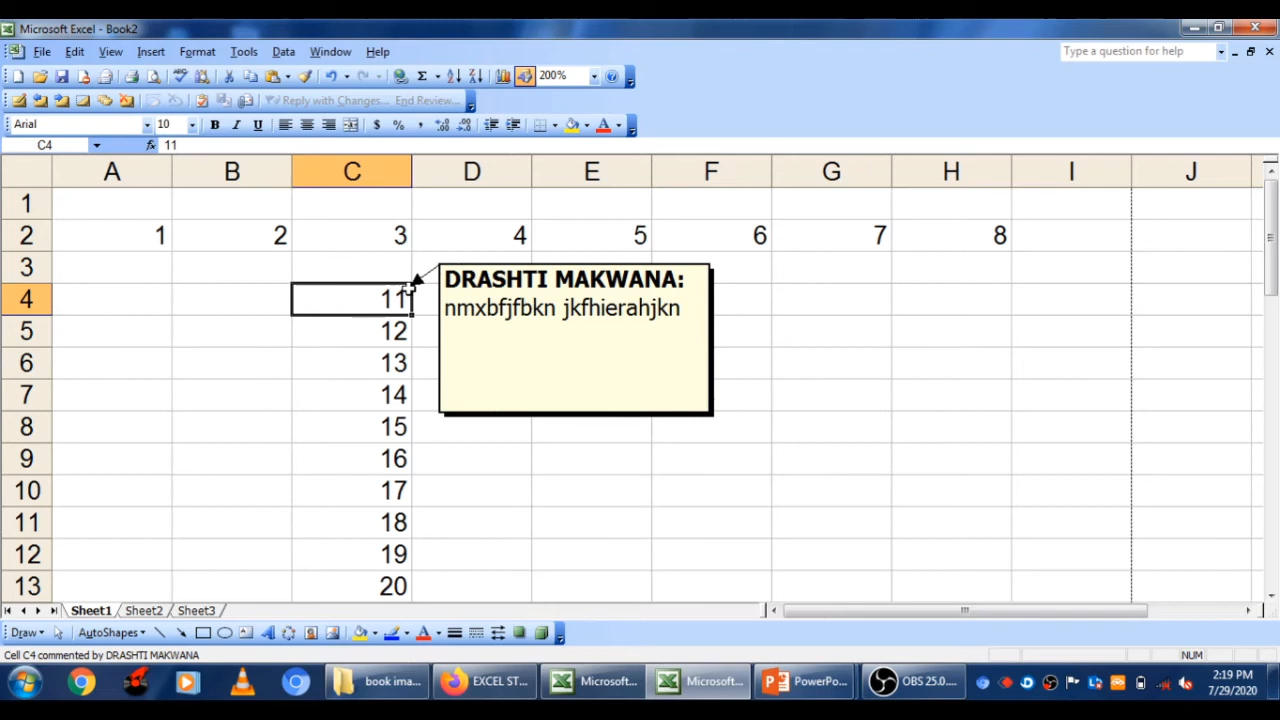 Microsoft Excel - Book2
File Edit View Insert Format Tools Data Window Help Type a question for help
200%
Reply with Changes... End Review...
Arial 10 B I U $ % ,
C4 fx 11
A B C D E F G H I J
1
2 1 2 3 4 5 6 7 8
3
DRASHTI MAKWANA:
4 11 nmxbfjfbkn jkfhierahjkn
5 12
6 13
7 14
8 15
9 16
10 17
11 18
12 19
13 20
Sheet1 Sheet2 Sheet3
Draw AutoShapes
Cell C4 commented by DRASHTI MAKWANA NUM
book ima... EXCEL ST... Microsoft... Microsoft... PowerPo... OBS 25.0.... 2:19 PM
7/29/2020